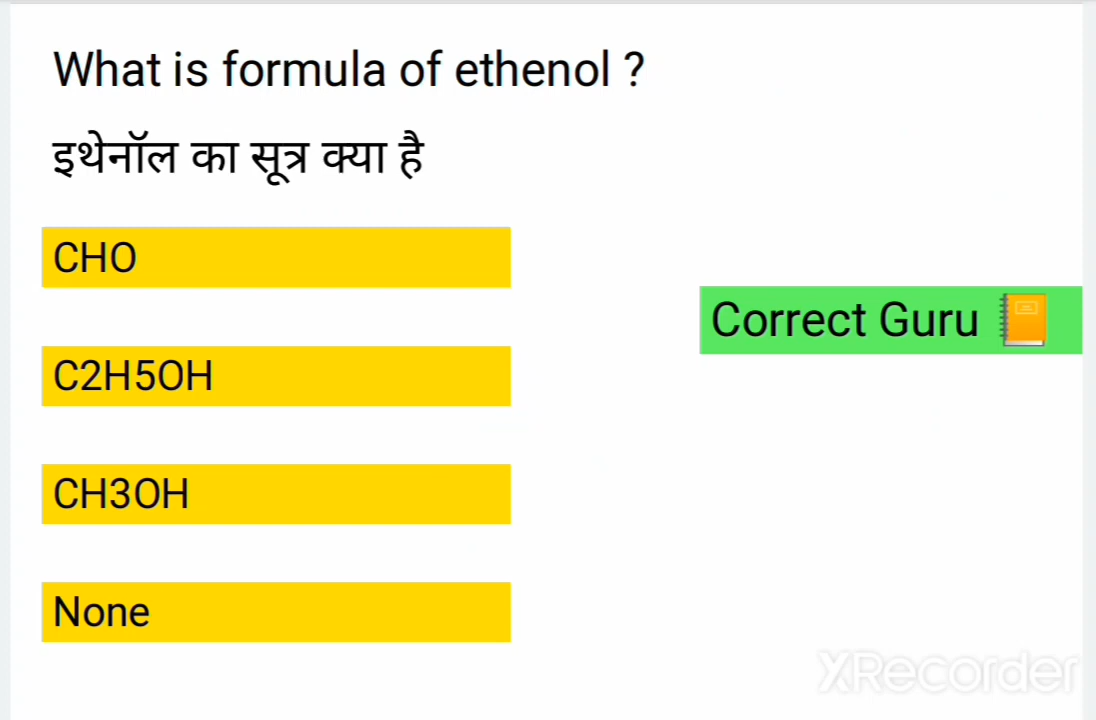 What is formula of ethenol ?
इथेनॉल का सूत्र क्या है
CHO
C2H5OH
Correct Guru
CH3OH
None
XRecorder